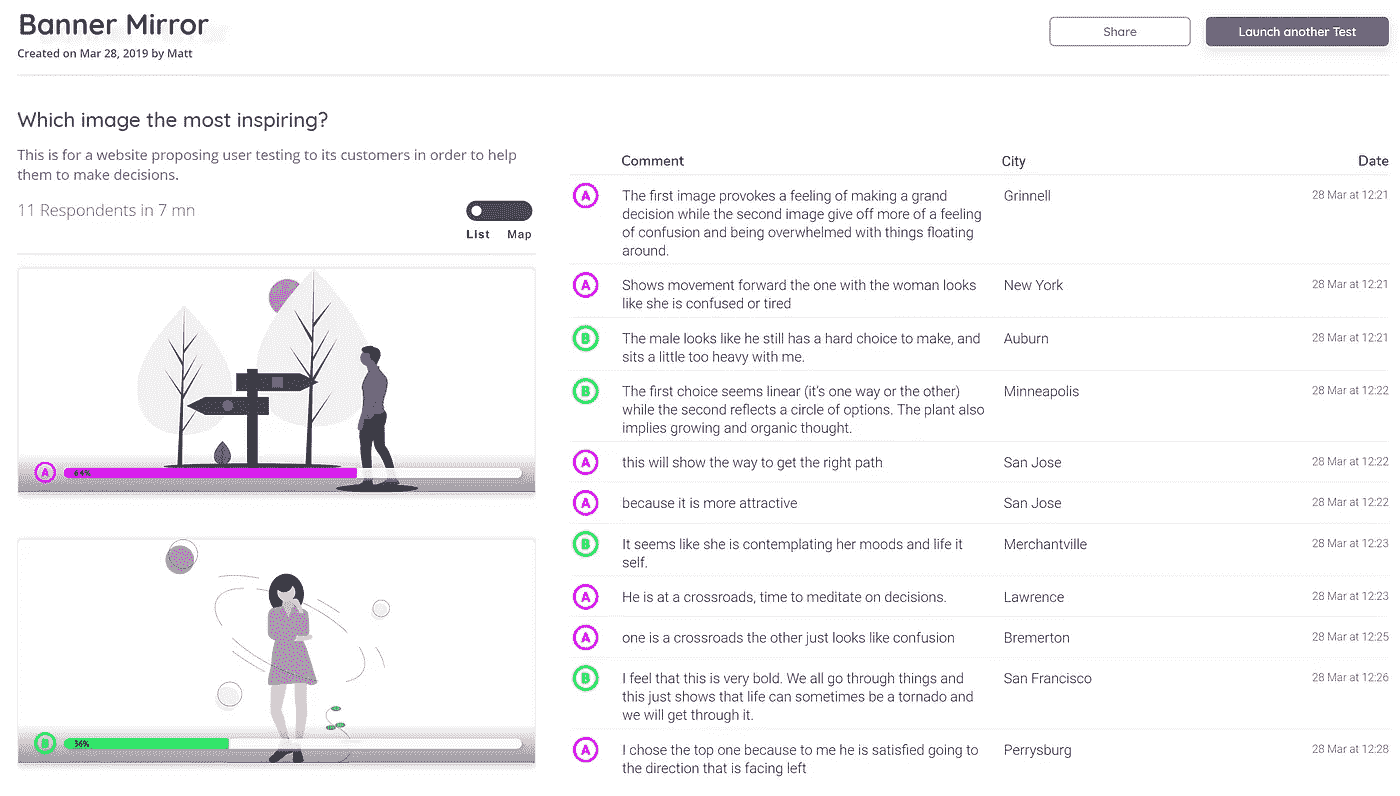 Banner Mirror
Created on Mar 28, 2019 by Matt
Share
Launch another Test
Which image the most inspiring?
This is for a website proposing user testing to its customers in order to help
them to make decisions.
11 Respondents in 7 mn
List Map
A 64%
B 36%
Comment City Date
A The first image provokes a feeling of making a grand Grinnell 28 Mar at 12:21
decision while the second image give off more of a feeling
of confusion and being overwhelmed with things floating
around.
A Shows movement forward the one with the woman looks New York 28 Mar at 12:21
like she is confused or tired
B The male looks like he still has a hard choice to make, and Auburn 28 Mar at 12:21
sits a little too heavy with me.
B The first choice seems linear (it's one way or the other) Minneapolis 28 Mar at 12:22
while the second reflects a circle of options. The plant also
implies growing and organic thought.
A this will show the way to get the right path San Jose 28 Mar at 12:22
A because it is more attractive San Jose 28 Mar at 12:22
B It seems like she is contemplating her moods and life it Merchantville 28 Mar at 12:23
self.
A He is at a crossroads, time to meditate on decisions. Lawrence 28 Mar at 12:23
A one is a crossroads the other just looks like confusion Bremerton 28 Mar at 12:25
B I feel that this is very bold. We all go through things and San Francisco 28 Mar at 12:26
this just shows that life can sometimes be a tornado and
we will get through it.
A I chose the top one because to me he is satisfied going to Perrysburg 28 Mar at 12:28
the direction that is facing left